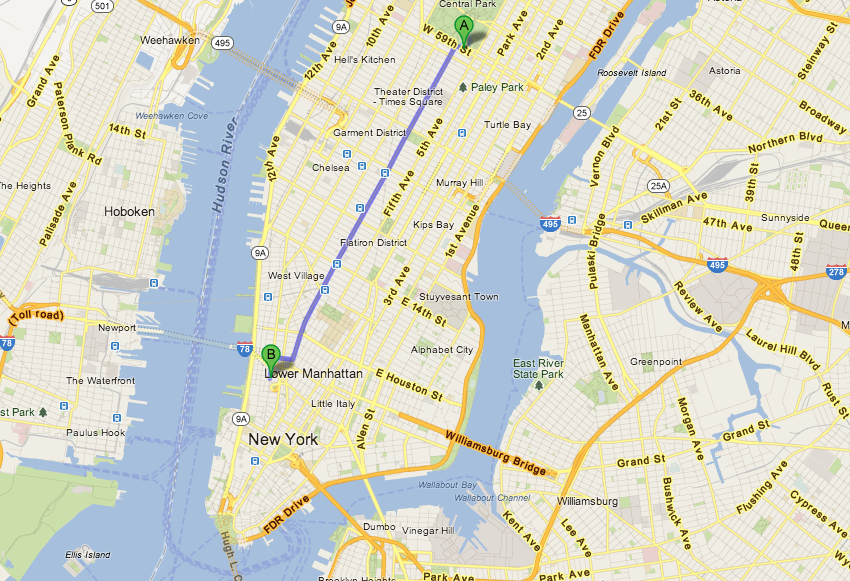 501
Central Park
A
Park Ave
2nd Ave
FDR Drive
Astoria
Steinway St
Weehawken
495
9A
10th Ave
W 59th St
Hell's Kitchen
12th Ave
Roosevelt Island
Astoria
Grand Ave
Paterson Plank Rd
Theater District
- Times Square
Paley Park
36th Ave
21st St
Broadway
Weehawken Cove
14th St
Hudson River
Garment District
5th Ave
Turtle Bay
25
Northern Blvd
Vernon Blvd
Chelsea
12th Ave
39th St
The Heights
Palisade Ave
Hoboken
Fifth Ave
Murray Hill
25A
Skillman Ave
Sunnyside
Kips Bay
1st Avenue
495
47th Ave
Queen
Pulaski Bridge
48th St
9A
Flatiron District
495
278
West Village
3rd Ave
Stuyvesant Town
Review Ave
(Toll road)
E 14th St
Newport
78
78
Manhattan Ave
Laurel Hill Blvd
B
Alphabet City
Greenpoint
East River
State Park
Lower Manhattan
The Waterfront
E Houston St
Rust St
st Park
Little Italy
9A
Allen St
Morgan Ave
Paulus Hook
New York
Williamsburg Bridge
Grand St
Grand St
Wallabout Bay
Wallabout Channel
Williamsburg
Bushwick Ave
Flushing Ave
Cypress Ave
FDR Drive
Hugh L. C
Dumbo
Vinegar Hill
Kent Ave
Lee Ave
Ellis Island
Brooklyn Heights
Park Ave
Park Ave
Wy